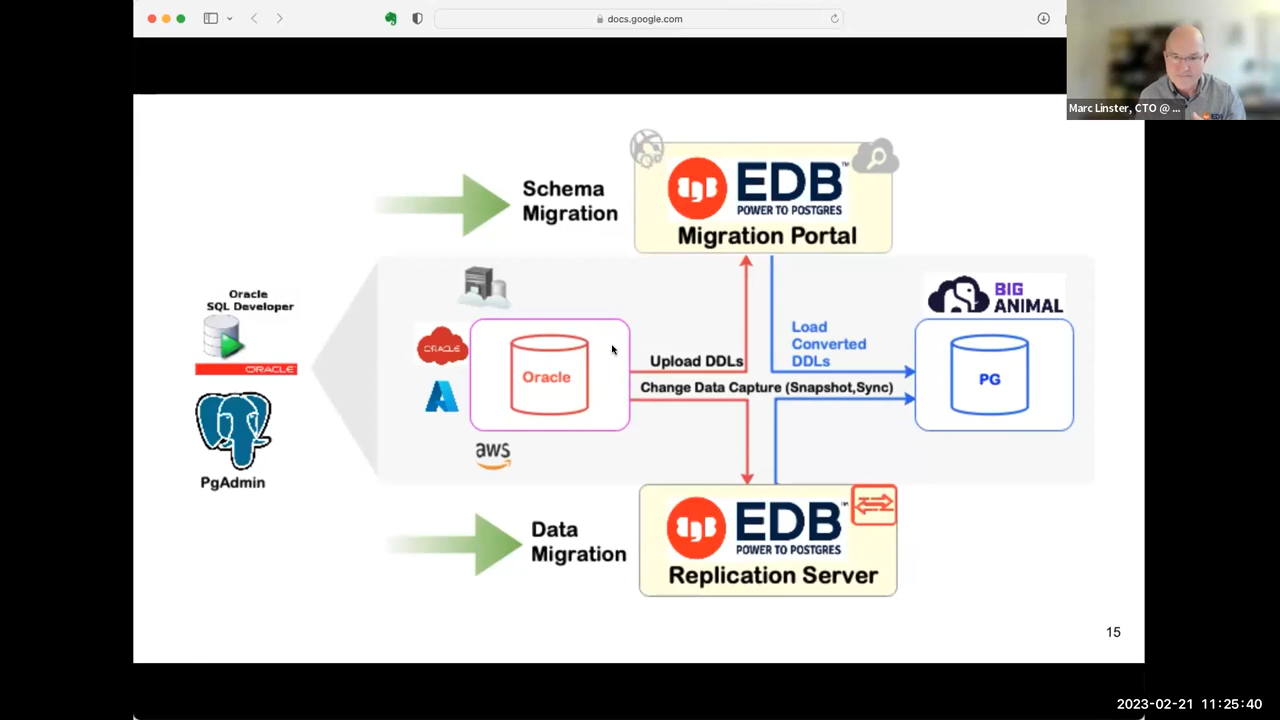 docs.google.com
Marc Linster, CTO @ ...
Schema
Migration
EDB™
POWER TO POSTGRES
Migration Portal
Oracle
SQL Developer
ORACLE
PgAdmin
ORACLE
aws
Oracle
Upload DDLs
Load
Converted
DDLs
Change Data Capture (Snapshot,Sync)
BIG
ANIMAL
PG
Data
Migration
EDB™
POWER TO POSTGRES
Replication Server
15
2023-02-21 11:25:40